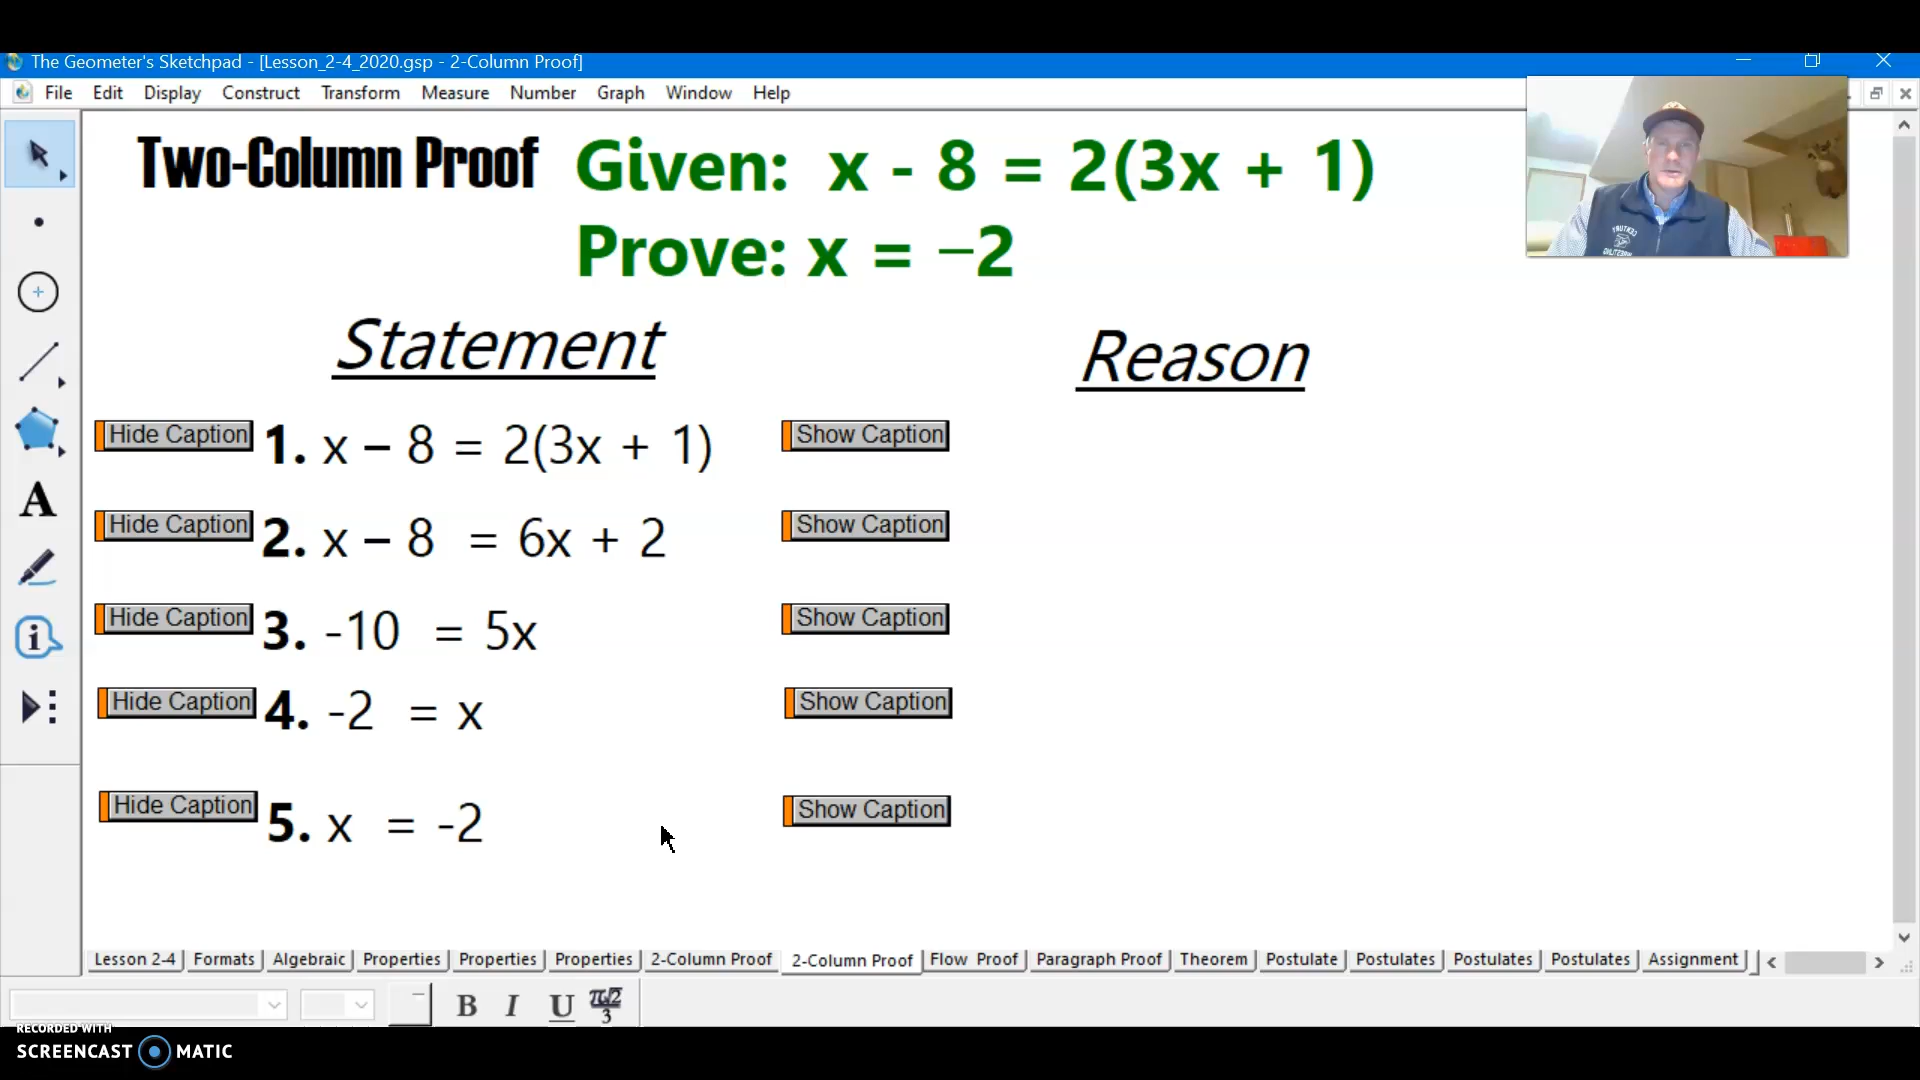 The Geometer's Sketchpad - [Lesson_2-4_2020.gsp - 2-Column Proof]
File Edit Display Construct Transform Measure Number Graph Window Help
Two-Column Proof
Given: x - 8 = 2(3x + 1)
Prove: x = –2
Statement
Reason
Hide Caption 1. x – 8 = 2(3x + 1) Show Caption
Hide Caption 2. x – 8 = 6x + 2 Show Caption
Hide Caption 3. -10 = 5x Show Caption
Hide Caption 4. -2 = x Show Caption
Hide Caption 5. x = -2 Show Caption
Lesson 2-4 Formats Algebraic Properties Properties Properties 2-Column Proof 2-Column Proof Flow Proof Paragraph Proof Theorem Postulate Postulates Postulates Postulates Assignment
B I U
RECORDED WITH
SCREENCAST MATIC